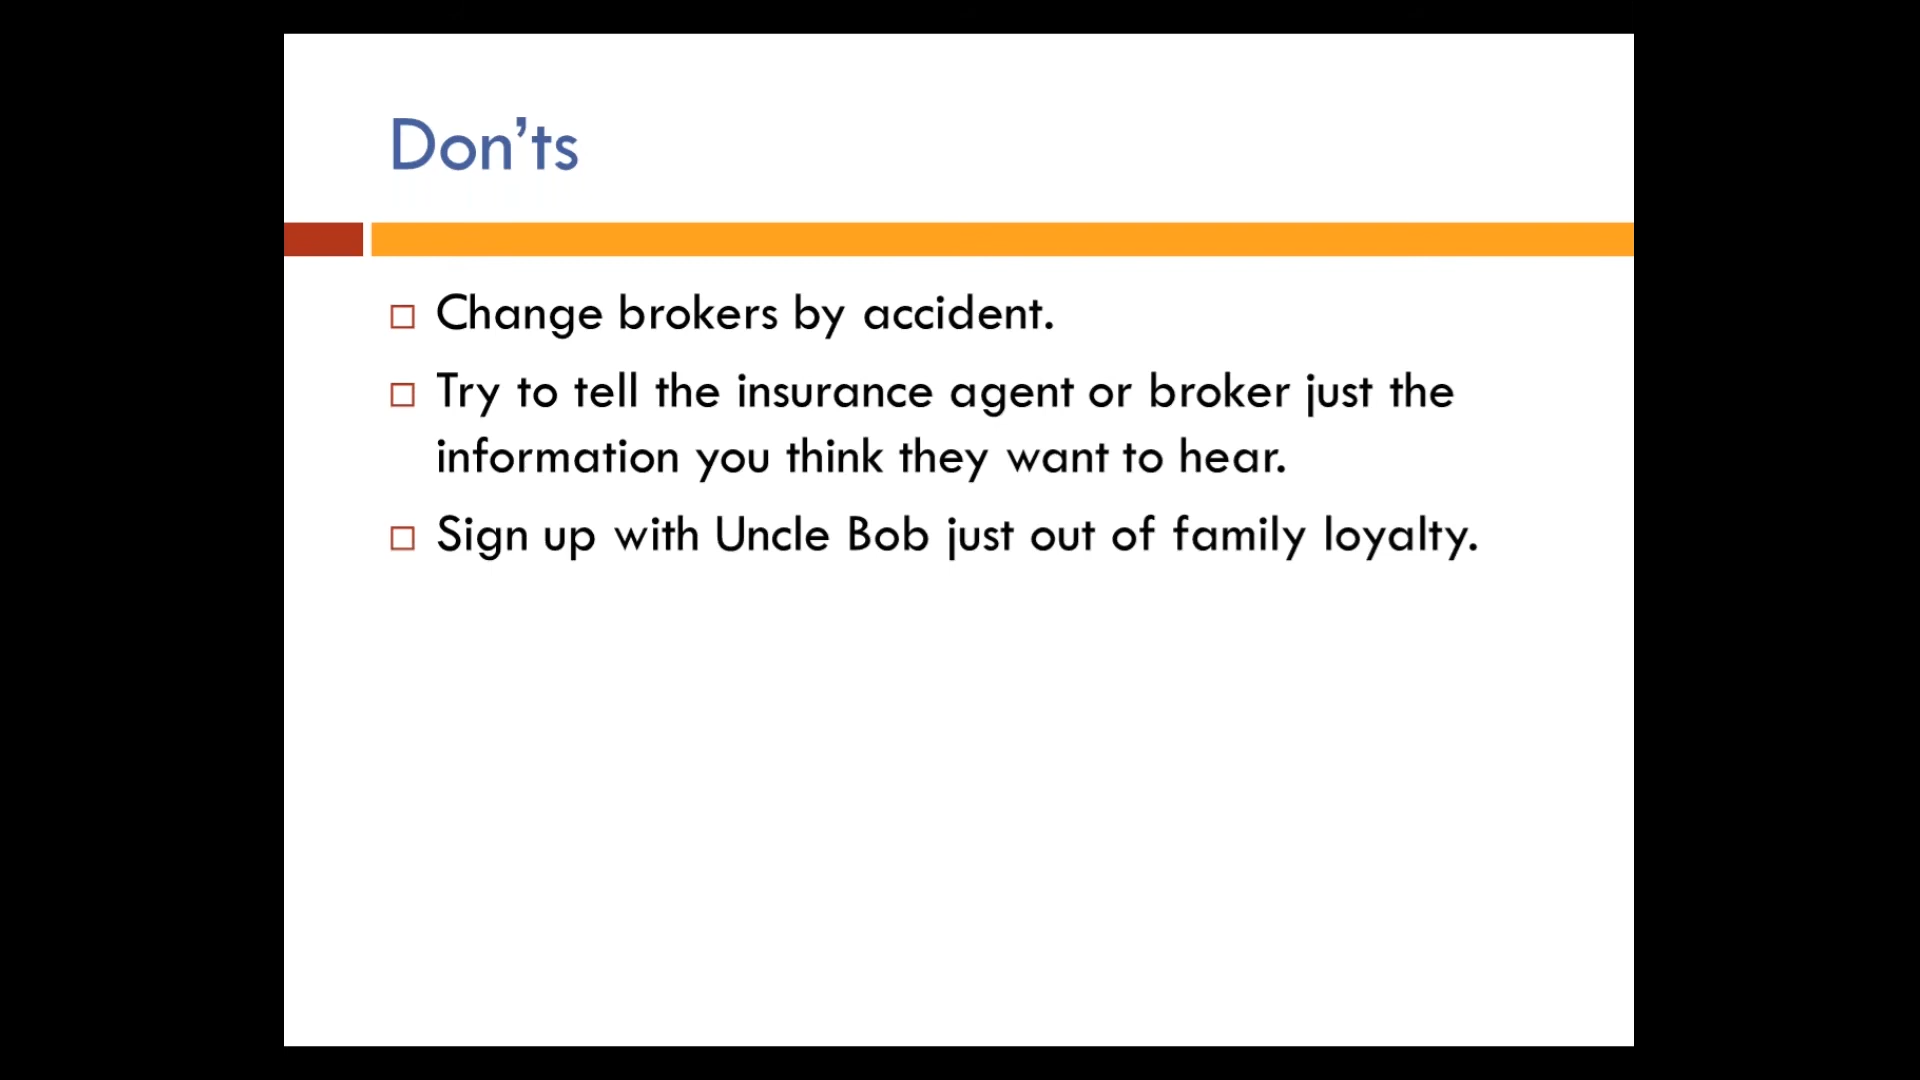 Don’ts
Change brokers by accident.
Try to tell the insurance agent or broker just the
information you think they want to hear.
Sign up with Uncle Bob just out of family loyalty.